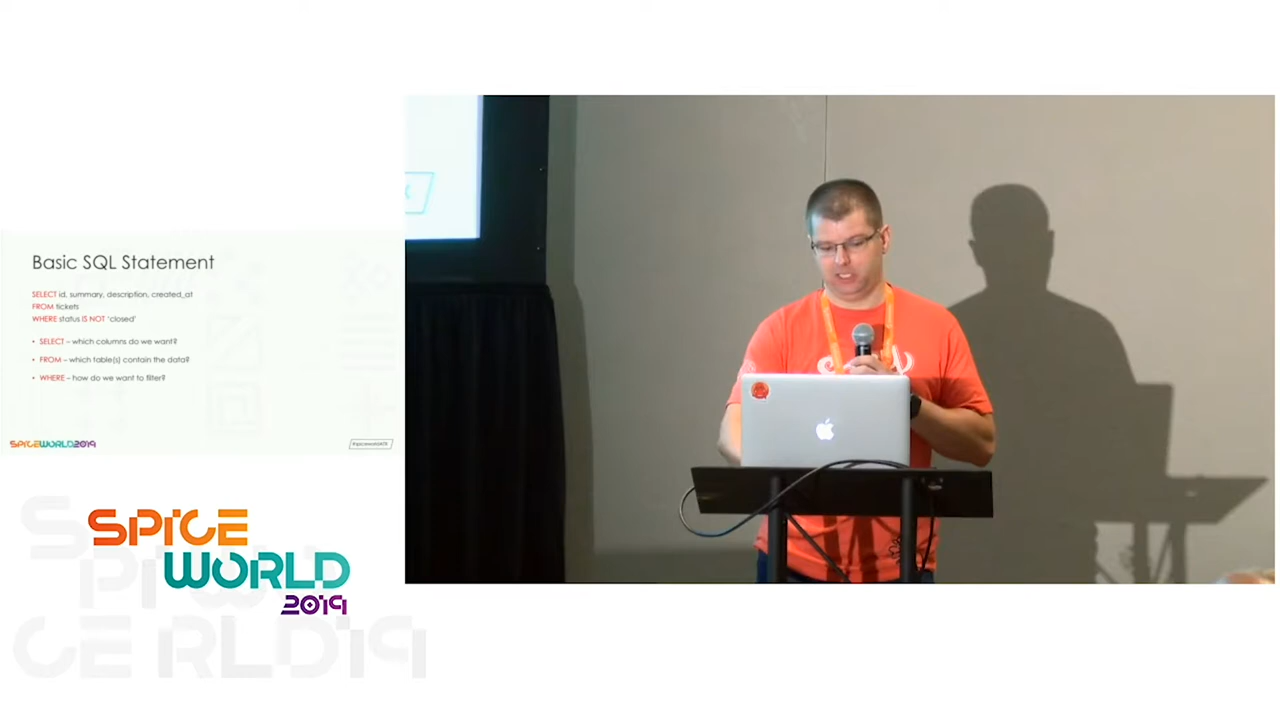 Basic SQL Statement
SELECT id, summary, description, created_at
FROM tickets
WHERE status IS NOT ‘closed’
• SELECT – which columns do we want?
• FROM – which table(s) contain the data?
• WHERE – how do we want to filter?
SPICEWORLD2019
#spiceworldATX
SPICE
WORLD
2019